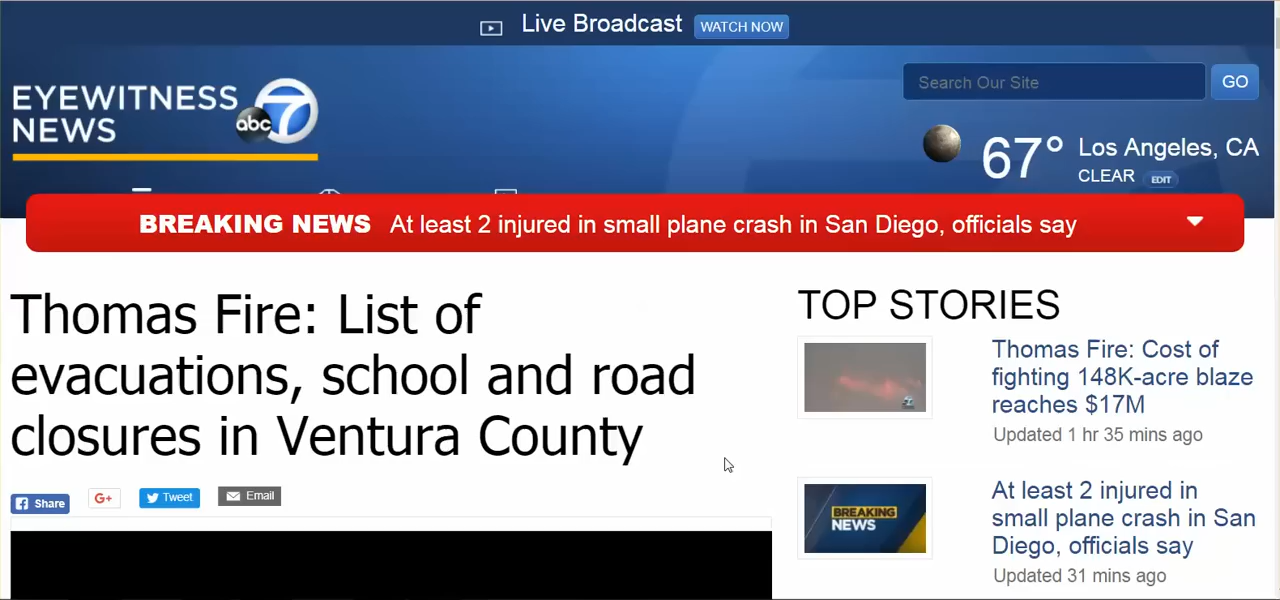 Live Broadcast WATCH NOW
EYEWITNESS
NEWS
abc 7
Search Our Site GO
67° Los Angeles, CA
CLEAR EDIT
BREAKING NEWS At least 2 injured in small plane crash in San Diego, officials say
Thomas Fire: List of
evacuations, school and road
closures in Ventura County
Share G+ Tweet Email
TOP STORIES
Thomas Fire: Cost of
fighting 148K-acre blaze
reaches $17M
Updated 1 hr 35 mins ago
BREAKING
NEWS
At least 2 injured in
small plane crash in San
Diego, officials say
Updated 31 mins ago